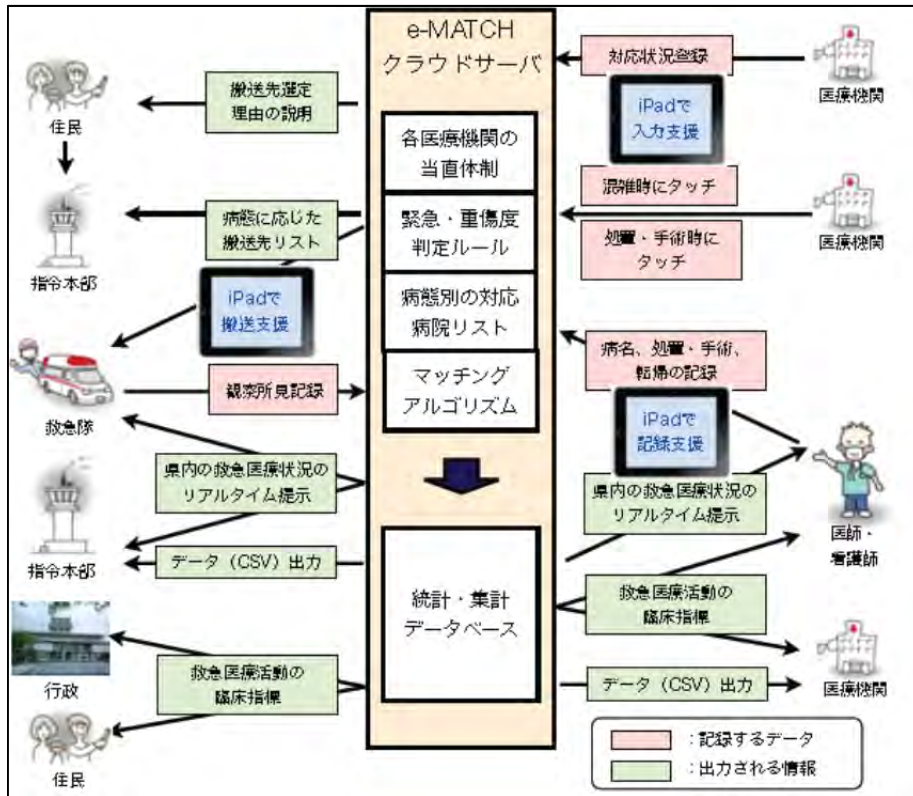 e-MATCH
クラウドサーバ
各医療機関の
当直体制
緊急・重傷度
判定ルール
病態別の対応
病院リスト
マッチング
アルゴリズム
統計・集計
データベース
住民
搬送先選定
理由の説明
指令本部
病態に応じた
搬送先リスト
iPadで
搬送支援
救急隊
観察所見記録
県内の救急医療状況の
リアルタイム提示
指令本部
データ（CSV）出力
行政
救急医療活動の
臨床指標
住民
対応状況登録
医療機関
iPadで
入力支援
混雑時にタッチ
処置・手術時に
タッチ
医療機関
病名、処置・手術、
転帰の記録
iPadで
記録支援
県内の救急医療状況の
リアルタイム提示
医師・
看護師
救急医療活動の
臨床指標
医療機関
データ（CSV）出力
：記録するデータ
：出力される情報